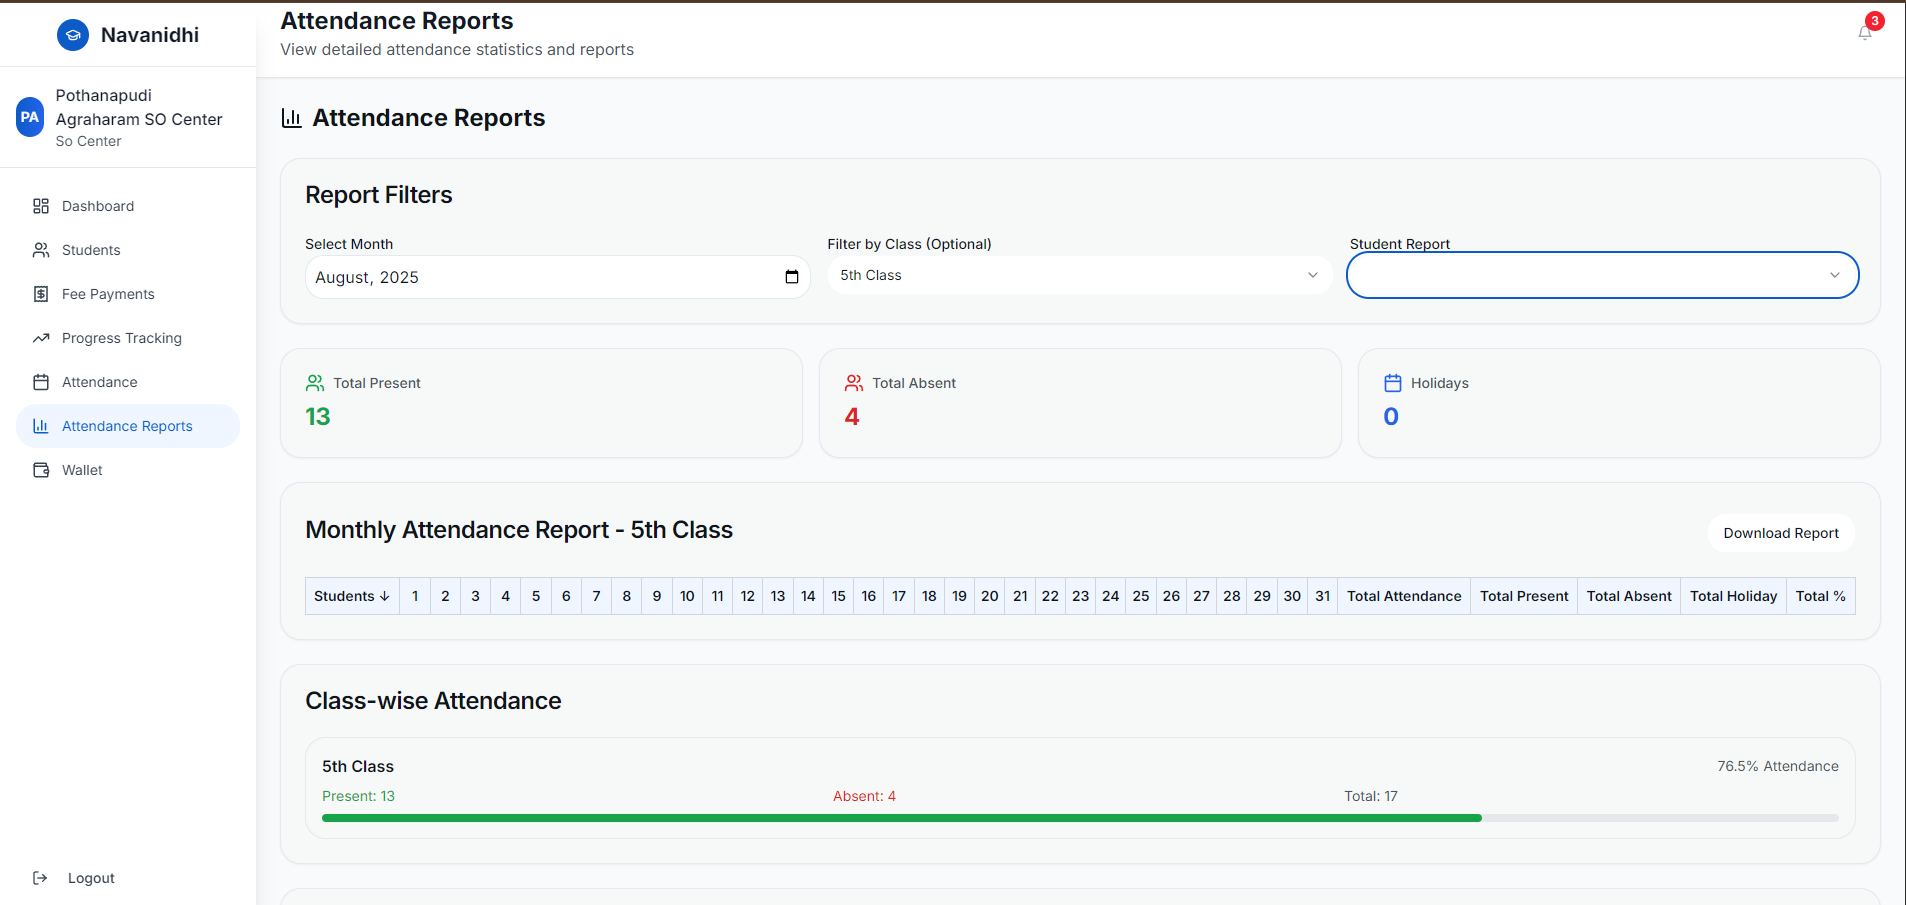 Navanidhi
PA
Pothanapudi
Agraharam SO Center
So Center
Dashboard
Students
Fee Payments
Progress Tracking
Attendance
Attendance Reports
Wallet
Logout
Attendance Reports
View detailed attendance statistics and reports
3
Attendance Reports
Report Filters
Select Month
August, 2025
Filter by Class (Optional)
5th Class
Student Report
Total Present
13
Total Absent
4
Holidays
0
Monthly Attendance Report - 5th Class
Download Report
Students ↓ 1 2 3 4 5 6 7 8 9 10 11 12 13 14 15 16 17 18 19 20 21 22 23 24 25 26 27 28 29 30 31 Total Attendance Total Present Total Absent Total Holiday Total %
Class-wise Attendance
5th Class 76.5% Attendance
Present: 13 Absent: 4 Total: 17